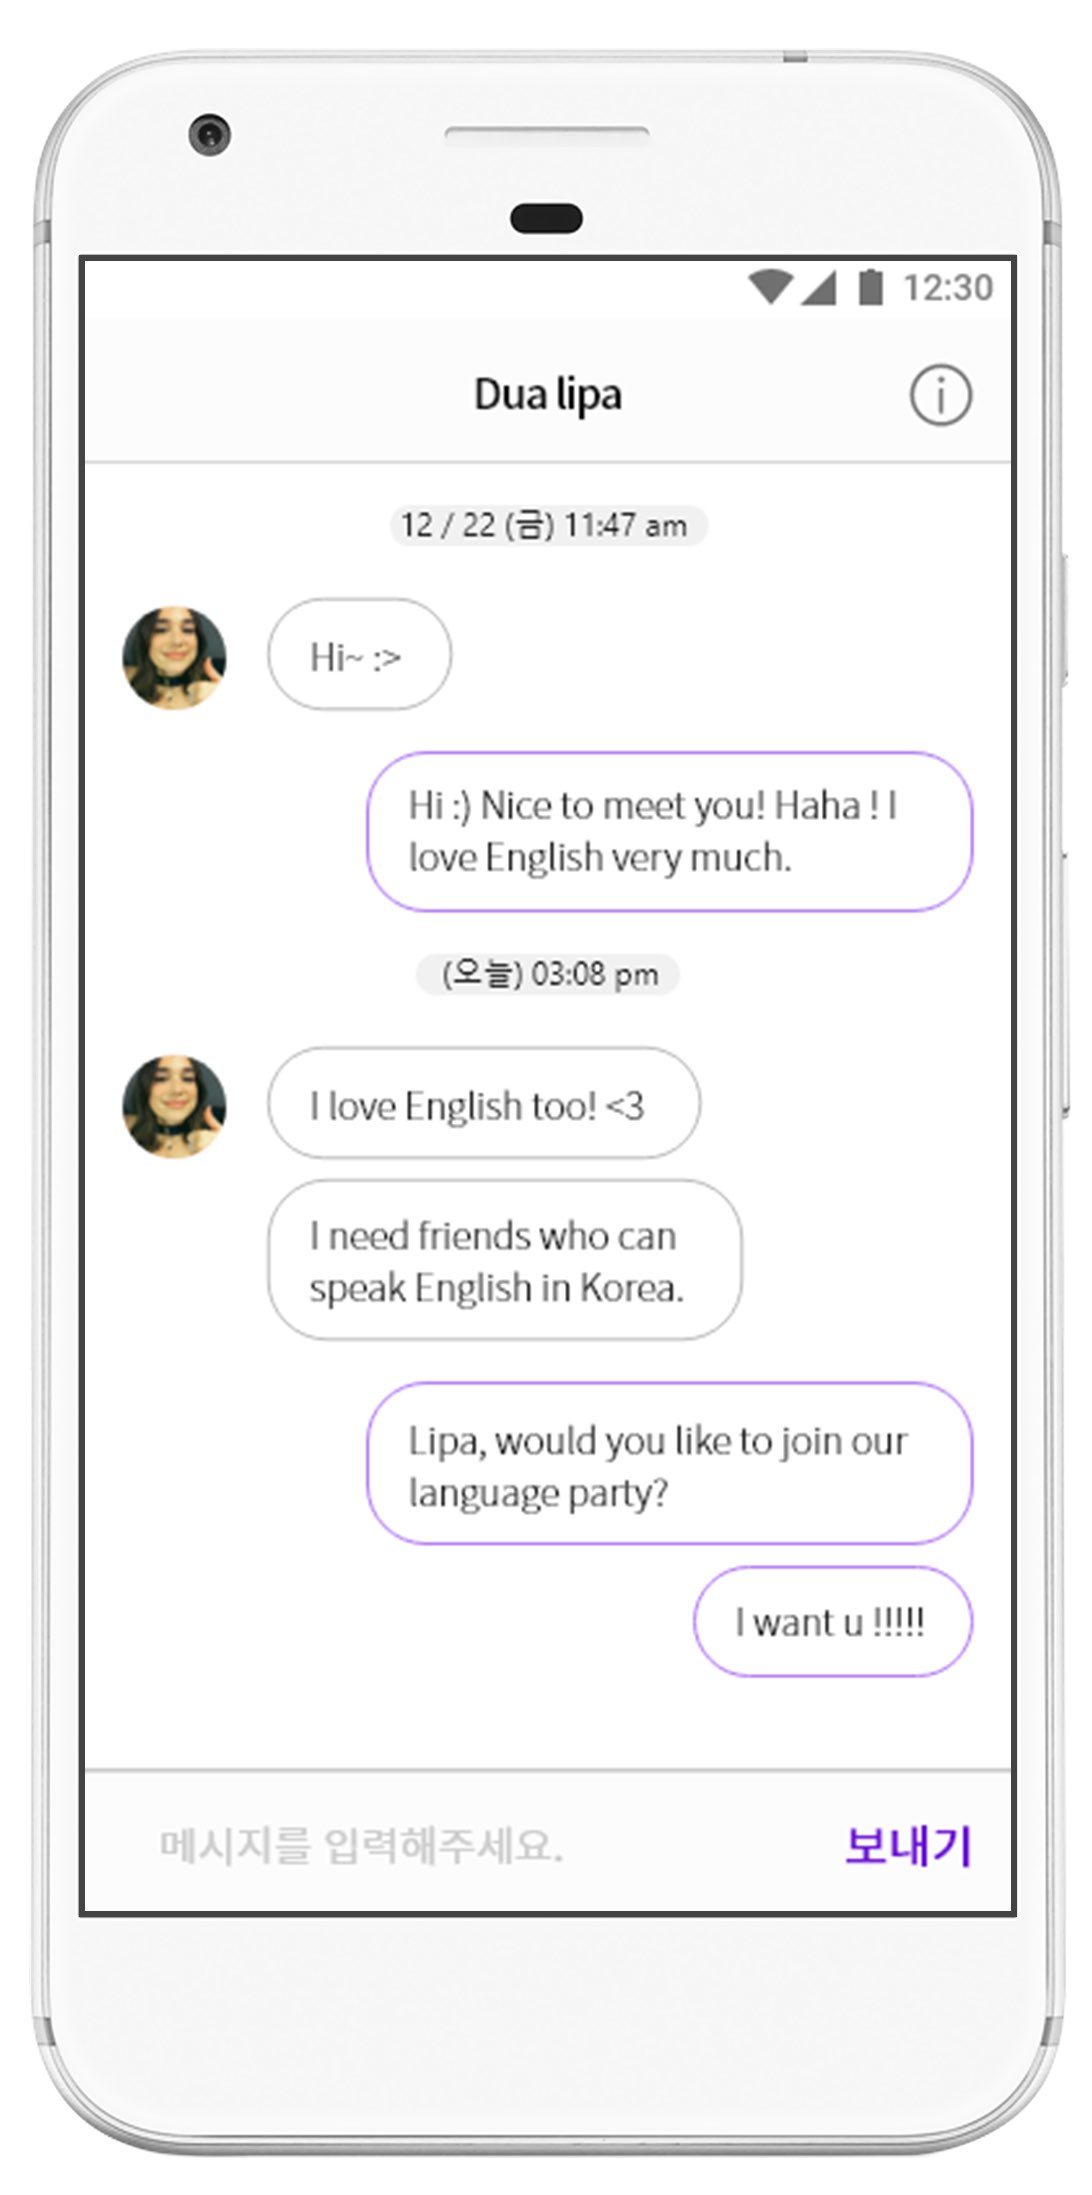 12:30
Dua lipa
12 / 22 (금) 11:47 am
Hi~ :>
Hi :) Nice to meet you! Haha ! I
love English very much.
(오늘) 03:08 pm
I love English too! <3
I need friends who can
speak English in Korea.
Lipa, would you like to join our
language party?
I want u !!!!!
메시지를 입력해주세요.
보내기